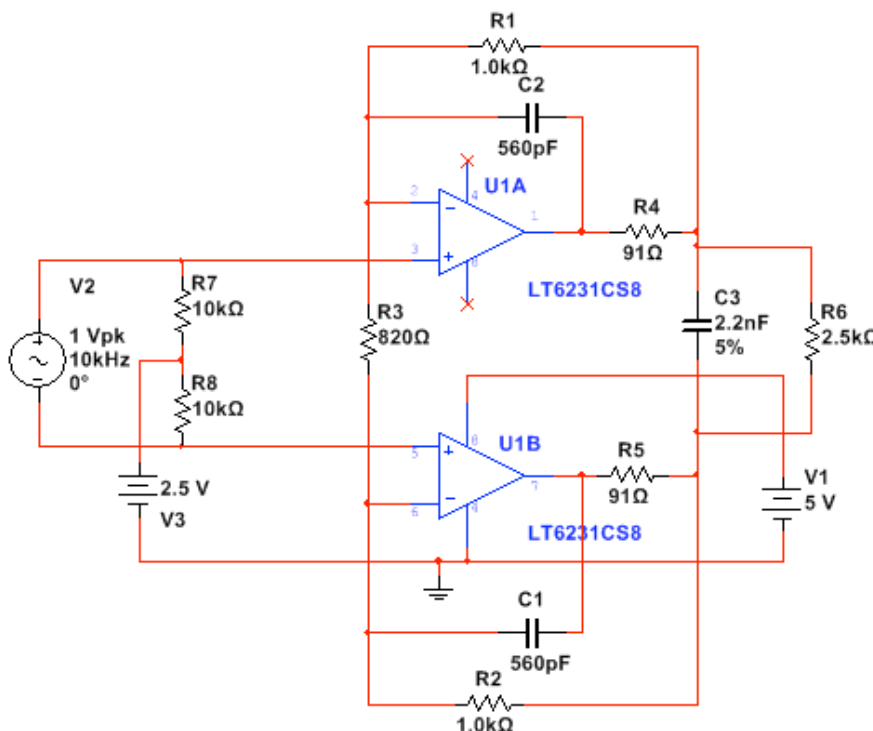 R1
1.0kΩ
C2
560pF
U1A
4
2
1
3
8
R4
91Ω
LT6231CS8
V2
1 Vpk
10kHz
0°
R7
10kΩ
R8
10kΩ
R3
820Ω
C3
2.2nF
5%
R6
2.5kΩ
2.5 V
V3
8
U1B
5
7
6
4
R5
91Ω
LT6231CS8
V1
5 V
C1
560pF
R2
1.0kΩ